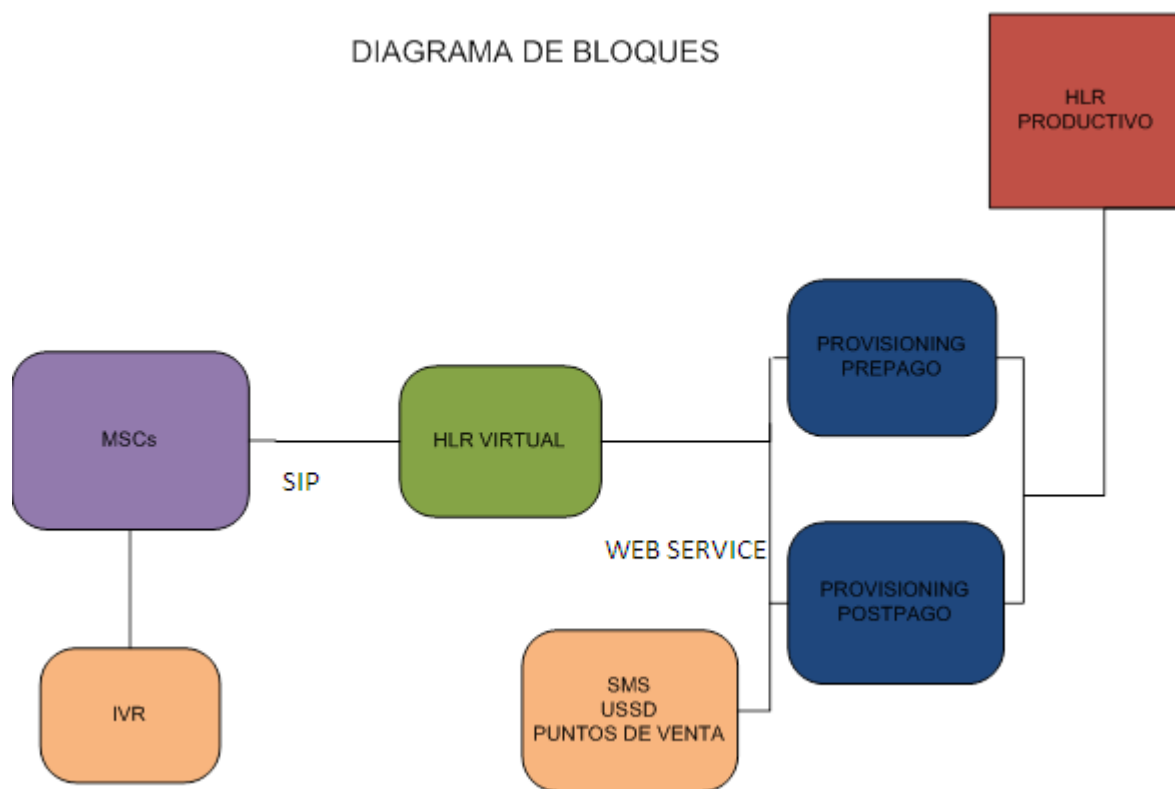 DIAGRAMA DE BLOQUES
HLR
PRODUCTIVO
PROVISIONING
PREPAGO
MSCs
HLR VIRTUAL
SIP
WEB SERVICE
PROVISIONING
POSTPAGO
IVR
SMS
USSD
PUNTOS DE VENTA